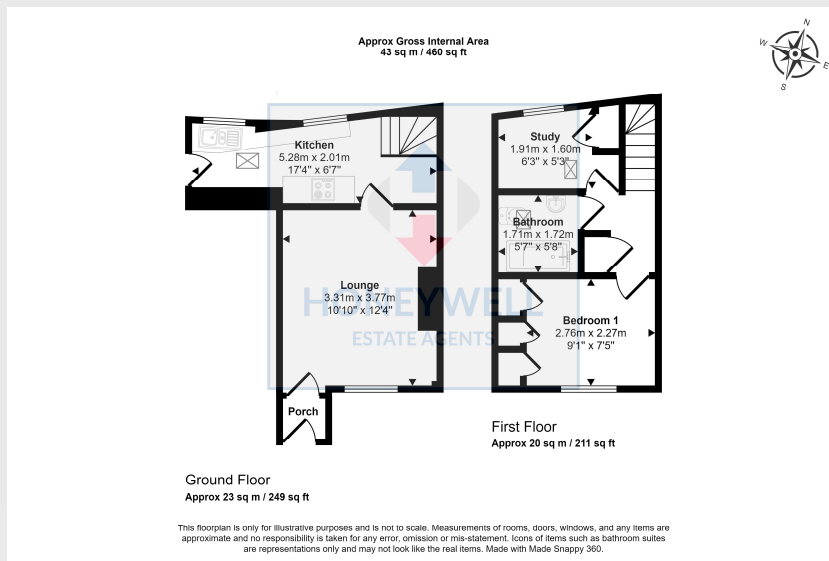 Approx Gross Internal Area
43 sq m / 460 sq ft
N
W
E
S
Kitchen
5.28m x 2.01m
17'4" x 6'7"
Study
1.91m x 1.60m
6'3" x 5'3"
Bathroom
1.71m x 1.72m
5'7" x 5'8"
Lounge
3.31m x 3.77m
10'10" x 12'4"
HONEYWELL
ESTATE AGENTS
Bedroom 1
2.76m x 2.27m
9'1" x 7'5"
Porch
First Floor
Approx 20 sq m / 211 sq ft
Ground Floor
Approx 23 sq m / 249 sq ft
This floorplan is only for illustrative purposes and is not to scale. Measurements of rooms, doors, windows, and any items are
approximate and no responsibility is taken for any error, omission or mis-statement. Icons of items such as bathroom suites
are representations only and may not look like the real items. Made with Made Snappy 360.